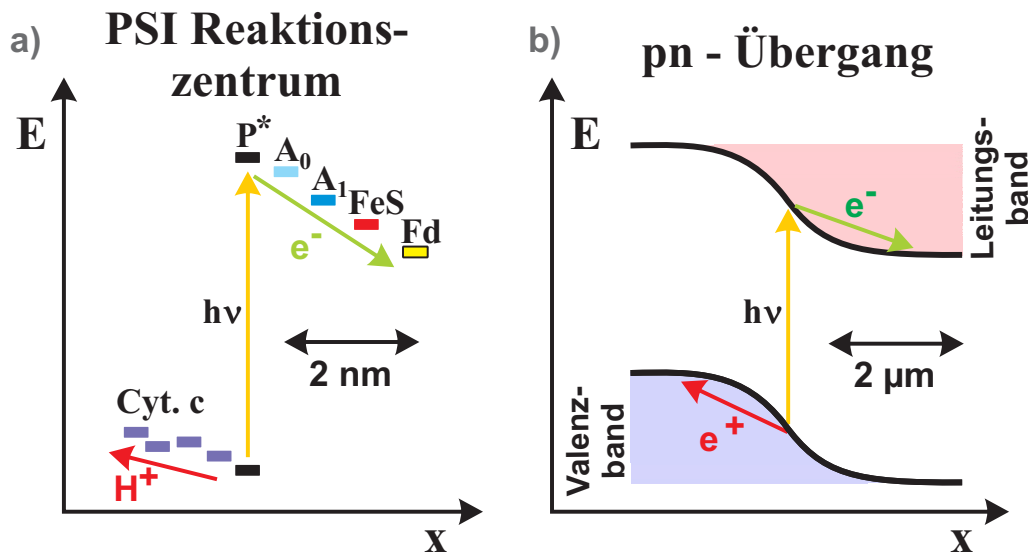 a)
PSI Reaktions-
zentrum
E
P*
A₀
A₁
FeS
Fd
e⁻
hν
2 nm
Cyt. c
H⁺
x
b)
pn - Übergang
E
Leitungs-
band
e⁻
hν
2 µm
Valenz-
band
e⁺
x